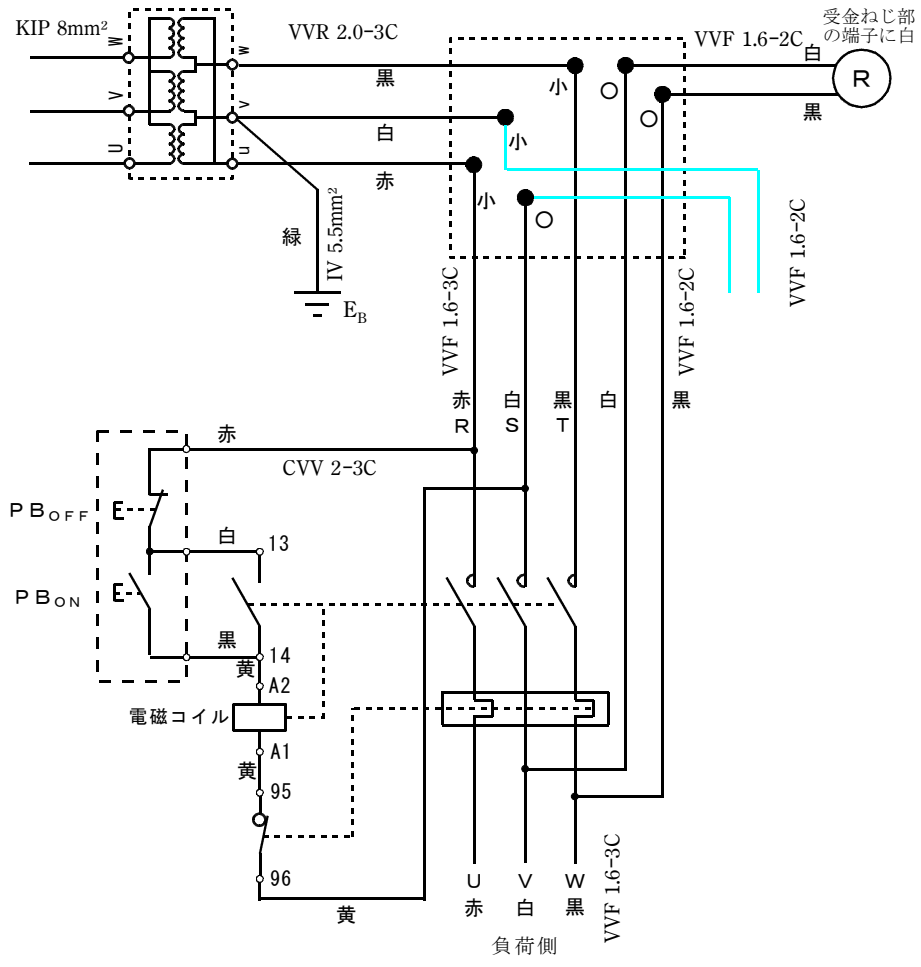 KIP 8mm²
VVR 2.0-3C
受金ねじ部
の端子に白
VVF 1.6-2C
白
R
黒
W
V
U
w
v
u
黒
白
赤
小
小
小
○
○
○
緑
IV 5.5mm²
EB
VVF 1.6-2C
VVF 1.6-3C
VVF 1.6-2C
赤
R
白
S
黒
T
白
黒
赤
CVV 2-3C
PBOFF
白
13
PBON
黒
14
黄
A2
電磁コイル
A1
黄
95
96
黄
U
赤
V
白
W
黒
VVF 1.6-3C
負荷側